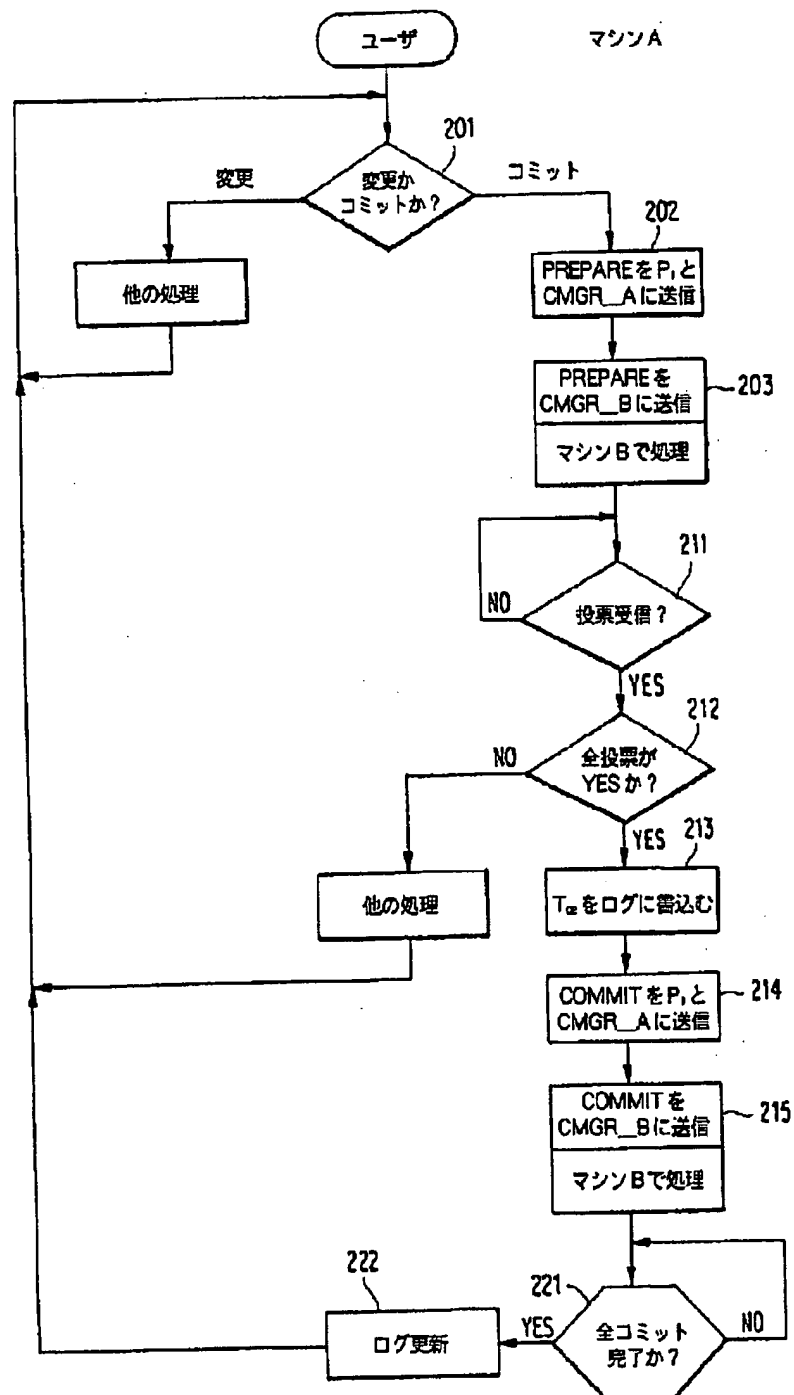 ユーザ
マシンA
201
変更か
コミットか?
変更
コミット
他の処理
202
PREPAREをP₁と
CMGR__Aに送信
203
PREPAREを
CMGR__Bに送信
マシンBで処理
211
投票受信?
NO
YES
212
全投票が
YESか?
NO
YES
他の処理
213
をログに書込む
214
COMMITをP₁と
CMGR__Aに送信
215
COMMITを
CMGR__Bに送信
マシンBで処理
221
全コミット
完了か?
NO
YES
222
ログ更新